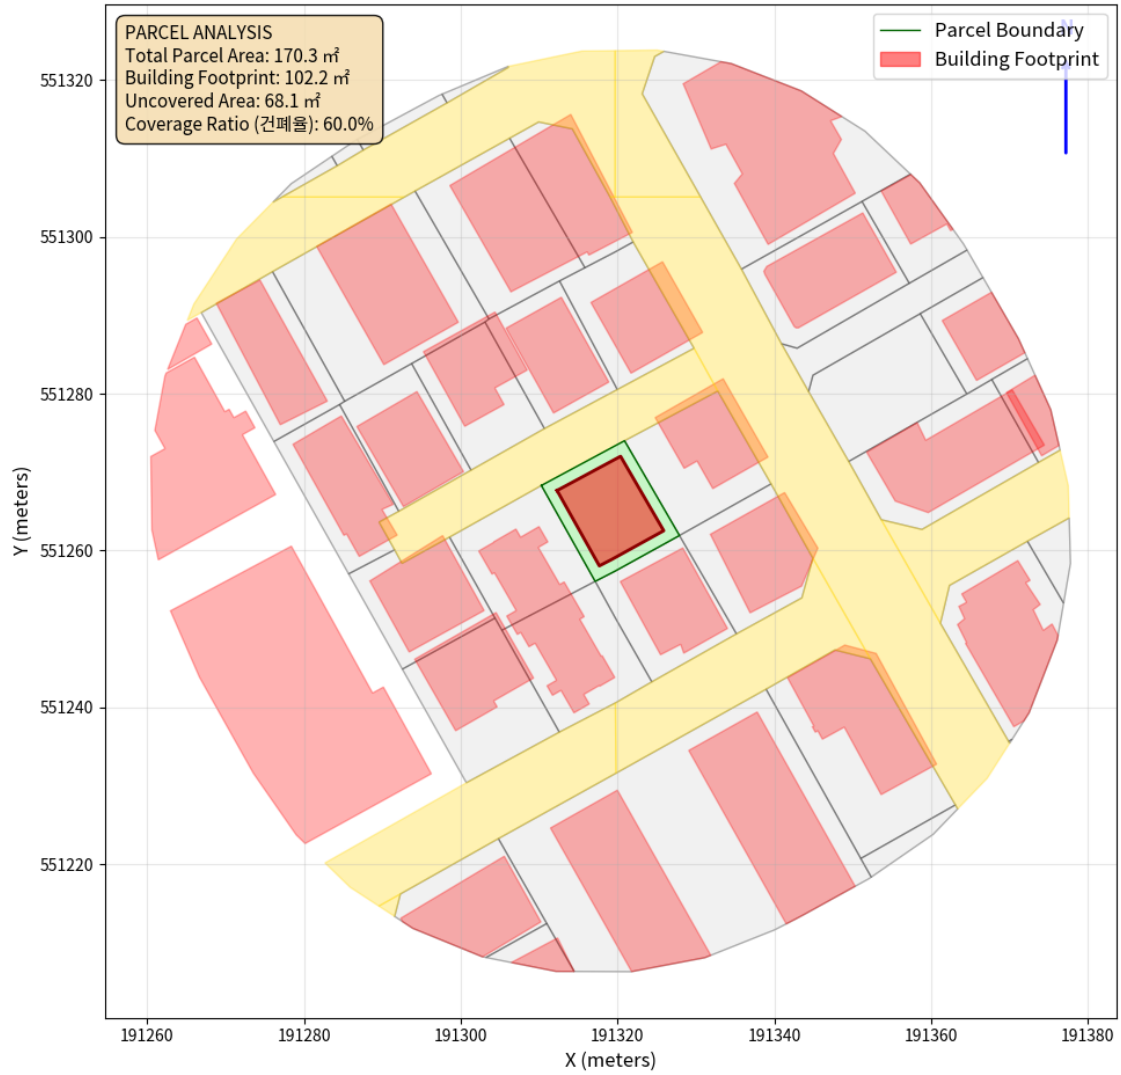 PARCEL ANALYSIS
Total Parcel Area: 170.3 ㎡
Building Footprint: 102.2 ㎡
Uncovered Area: 68.1 ㎡
Coverage Ratio (건폐율): 60.0%
Parcel Boundary
Building Footprint
N
551320
551300
551280
551260
551240
551220
Y (meters)
191260
191280
191300
191320
191340
191360
191380
X (meters)